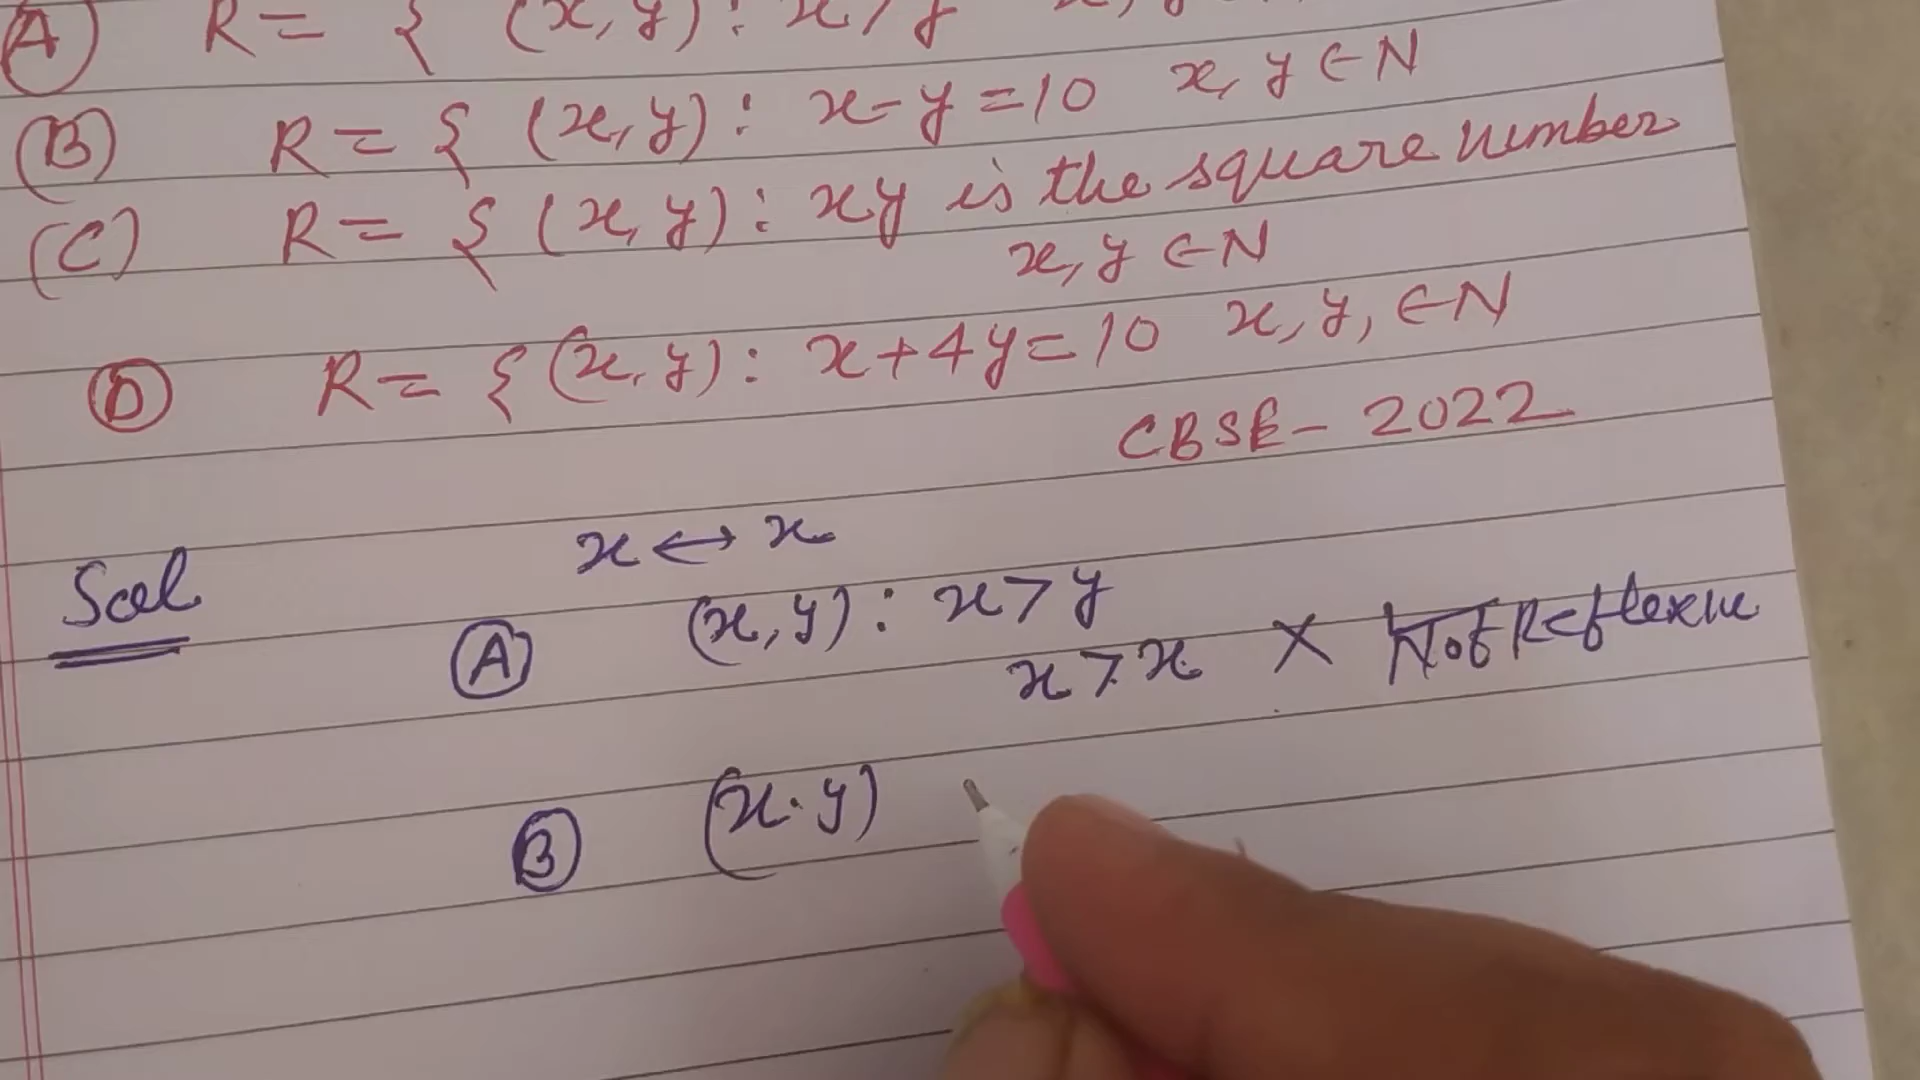 (A) R = { (x, y) : x > y x, y
(B) R = { (x, y) : x - y = 10 x, y ∈ N
(C) R = { (x, y) : xy is the square number
x, y ∈ N
(D) R = { (x, y) : x + 4y = 10 x, y, ∈ N
CBSE - 2022
Sol x ↔ x
(A) (x, y) : x > y
x > x × Not Reflexive
(B) (x . y)